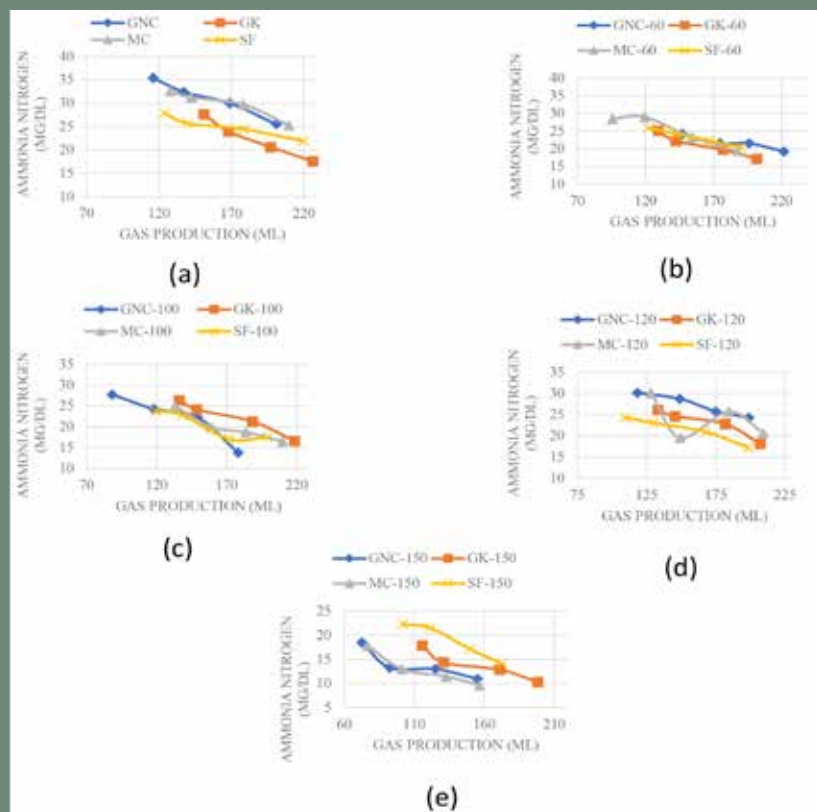 GNC GK
MC SF
AMMONIA NITROGEN
(MG/DL)
40
35
30
25
20
15
10
70 120 170 220
GAS PRODUCTION (ML)
(a)
GNC-60 GK-60
MC-60 SF-60
AMMONIA NITROGEN
(MG/DL)
40
35
30
25
20
15
10
70 120 170 220
GAS PRODUCTION (ML)
(b)
GNC-100 GK-100
MC-100 SF-100
AMMONIA NITROGEN
(MG/DL)
35
30
25
20
15
10
70 120 170 220
GAS PRODUCTION (ML)
(c)
GNC-120 GK-120
MC-120 SF-120
AMMONIA NITROGEN
(MG/DL)
35
30
25
20
15
10
75 125 175 225
GAS PRODUCTION (ML)
(d)
GNC-150 GK-150
MC-150 SF-150
AMMONIA NITROGEN
(MG/DL)
25
20
15
10
5
60 110 160 210
GAS PRODUCTION (ML)
(e)